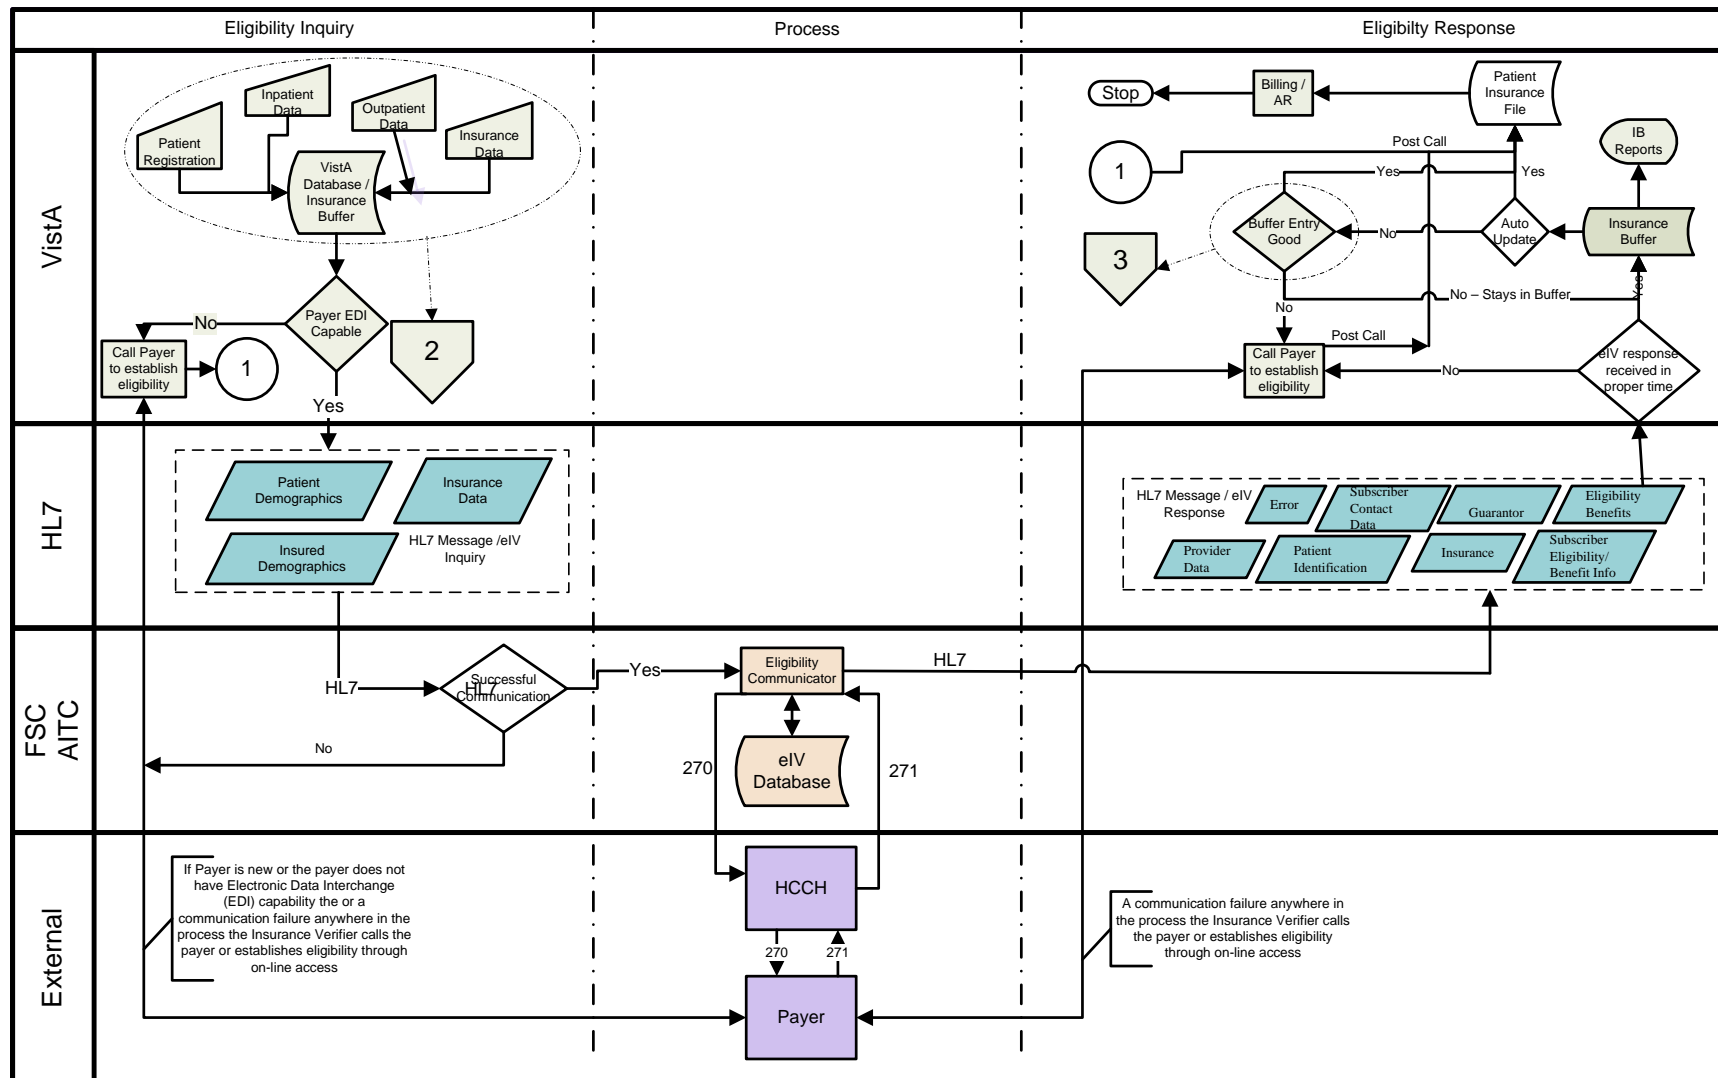 Eligibility Inquiry
Process
Eligibilty Response
VistA
Inpatient
Data
Outpatient
Data
Patient
Registration
Insurance
Data
VistA
Database /
Insurance
Buffer
Payer EDI
Capable
No
Call Payer
to establish
eligibility
1
2
Yes
Stop
Billing /
AR
Patient
Insurance
File
IB
Reports
Post Call
1
Yes
Yes
Buffer Entry
Good
No
Auto
Update
Insurance
Buffer
3
No – Stays in Buffer
Yes
No
Post Call
Call Payer
to establish
eligibility
No
eIV response
received in
proper time
HL7
Patient
Demographics
Insurance
Data
Insured
Demographics
HL7 Message /eIV
Inquiry
HL7 Message / eIV
Response
Error
Subscriber
Contact
Data
Guarantor
Eligibility
Benefits
Provider
Data
Patient
Identification
Insurance
Subscriber
Eligibility/
Benefit Info
FSC
AITC
HL7
Successful
Communication
HL7
Yes
No
Eligibility
Communicator
HL7
270
eIV
Database
271
External
If Payer is new or the payer does not
have Electronic Data Interchange
(EDI) capability the or a
communication failure anywhere in the
process the Insurance Verifier calls the
payer or establishes eligibility through
on-line access
HCCH
270
271
Payer
A communication failure anywhere in
the process the Insurance Verifier calls
the payer or establishes eligibility
through on-line access